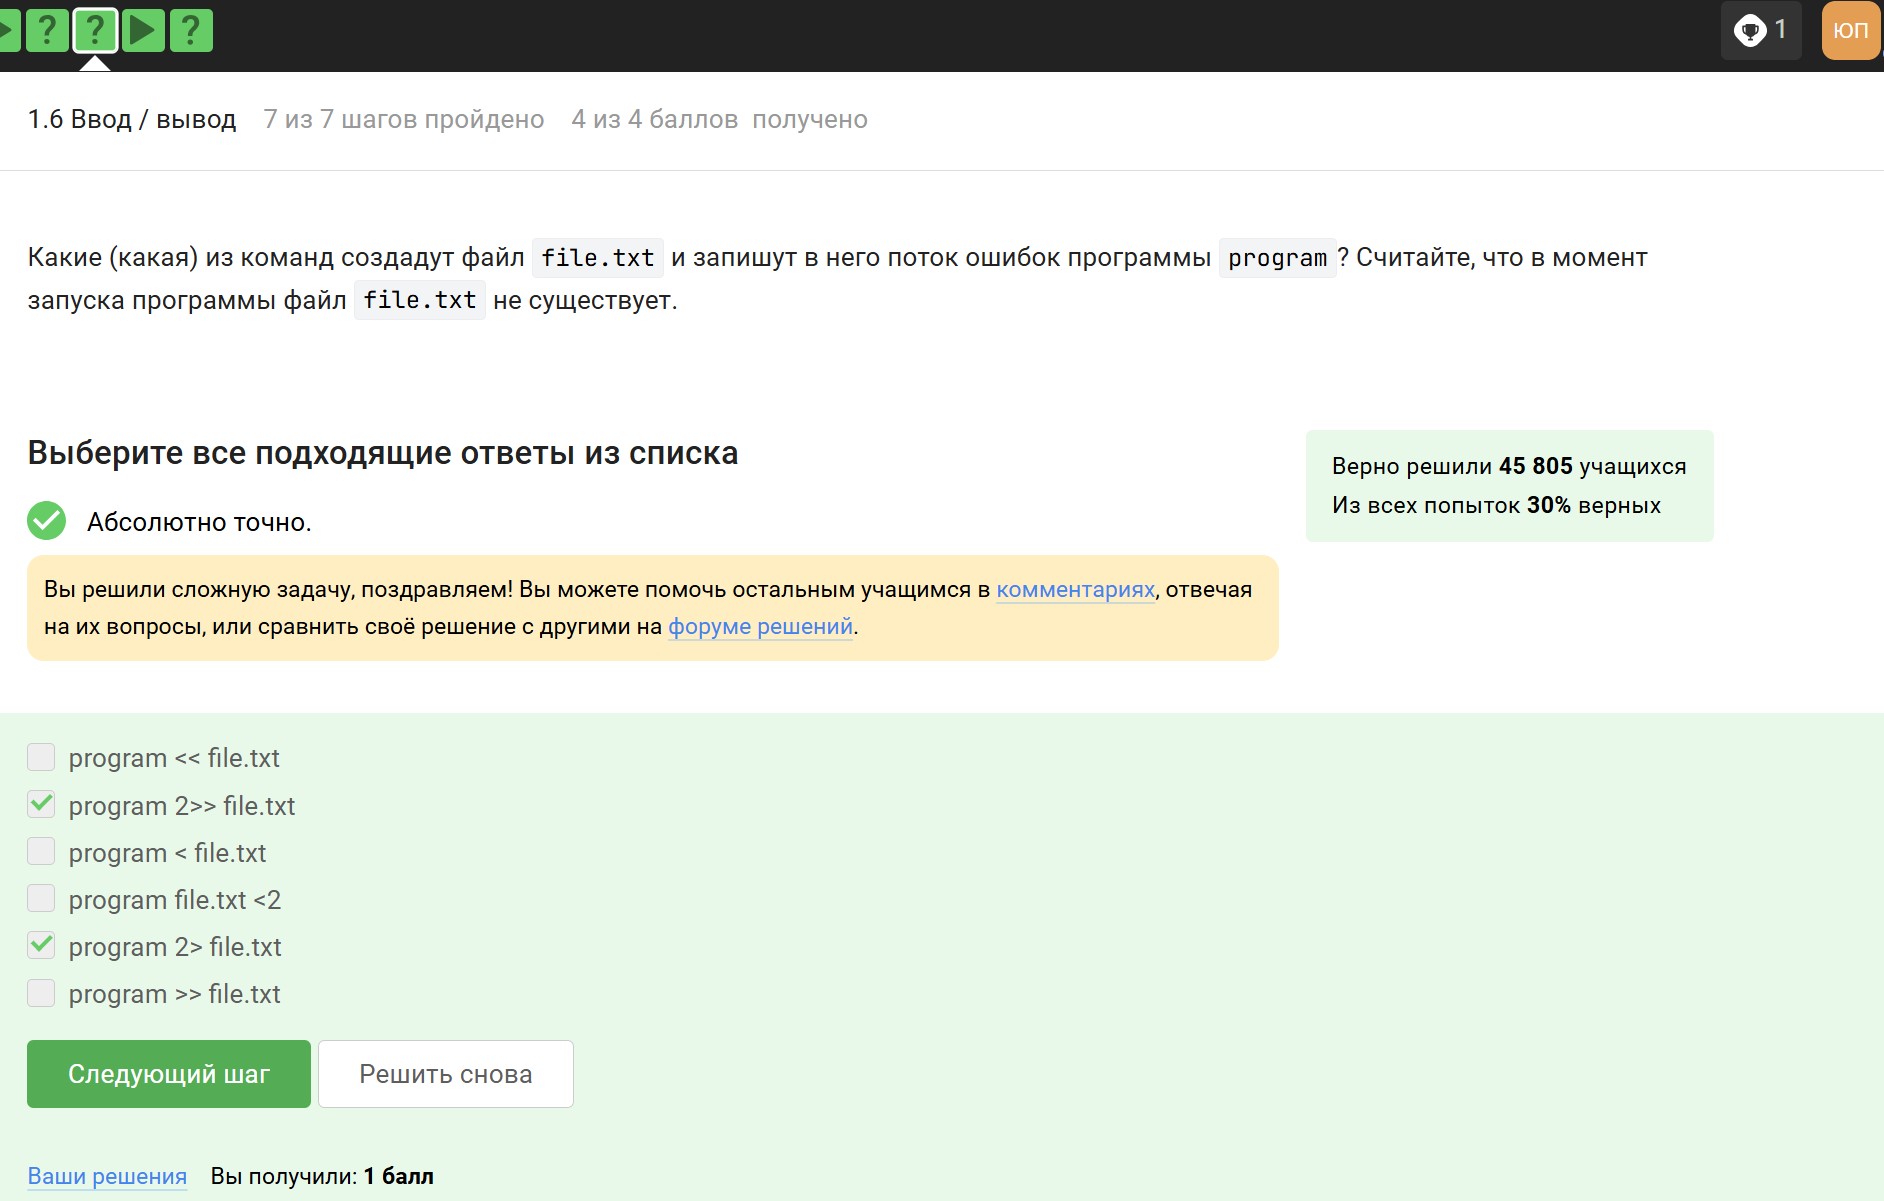 ? ? ?
1
ЮП
1.6 Ввод / вывод 7 из 7 шагов пройдено 4 из 4 баллов получено
Какие (какая) из команд создадут файл file.txt и запишут в него поток ошибок программы program? Считайте, что в момент
запуска программы файл file.txt не существует.
Выберите все подходящие ответы из списка
Абсолютно точно.
Вы решили сложную задачу, поздравляем! Вы можете помочь остальным учащимся в комментариях, отвечая
на их вопросы, или сравнить своё решение с другими на форуме решений.
Верно решили 45 805 учащихся
Из всех попыток 30% верных
program << file.txt
program 2>> file.txt
program < file.txt
program file.txt <2
program 2> file.txt
program >> file.txt
Следующий шаг Решить снова
Ваши решения Вы получили: 1 балл